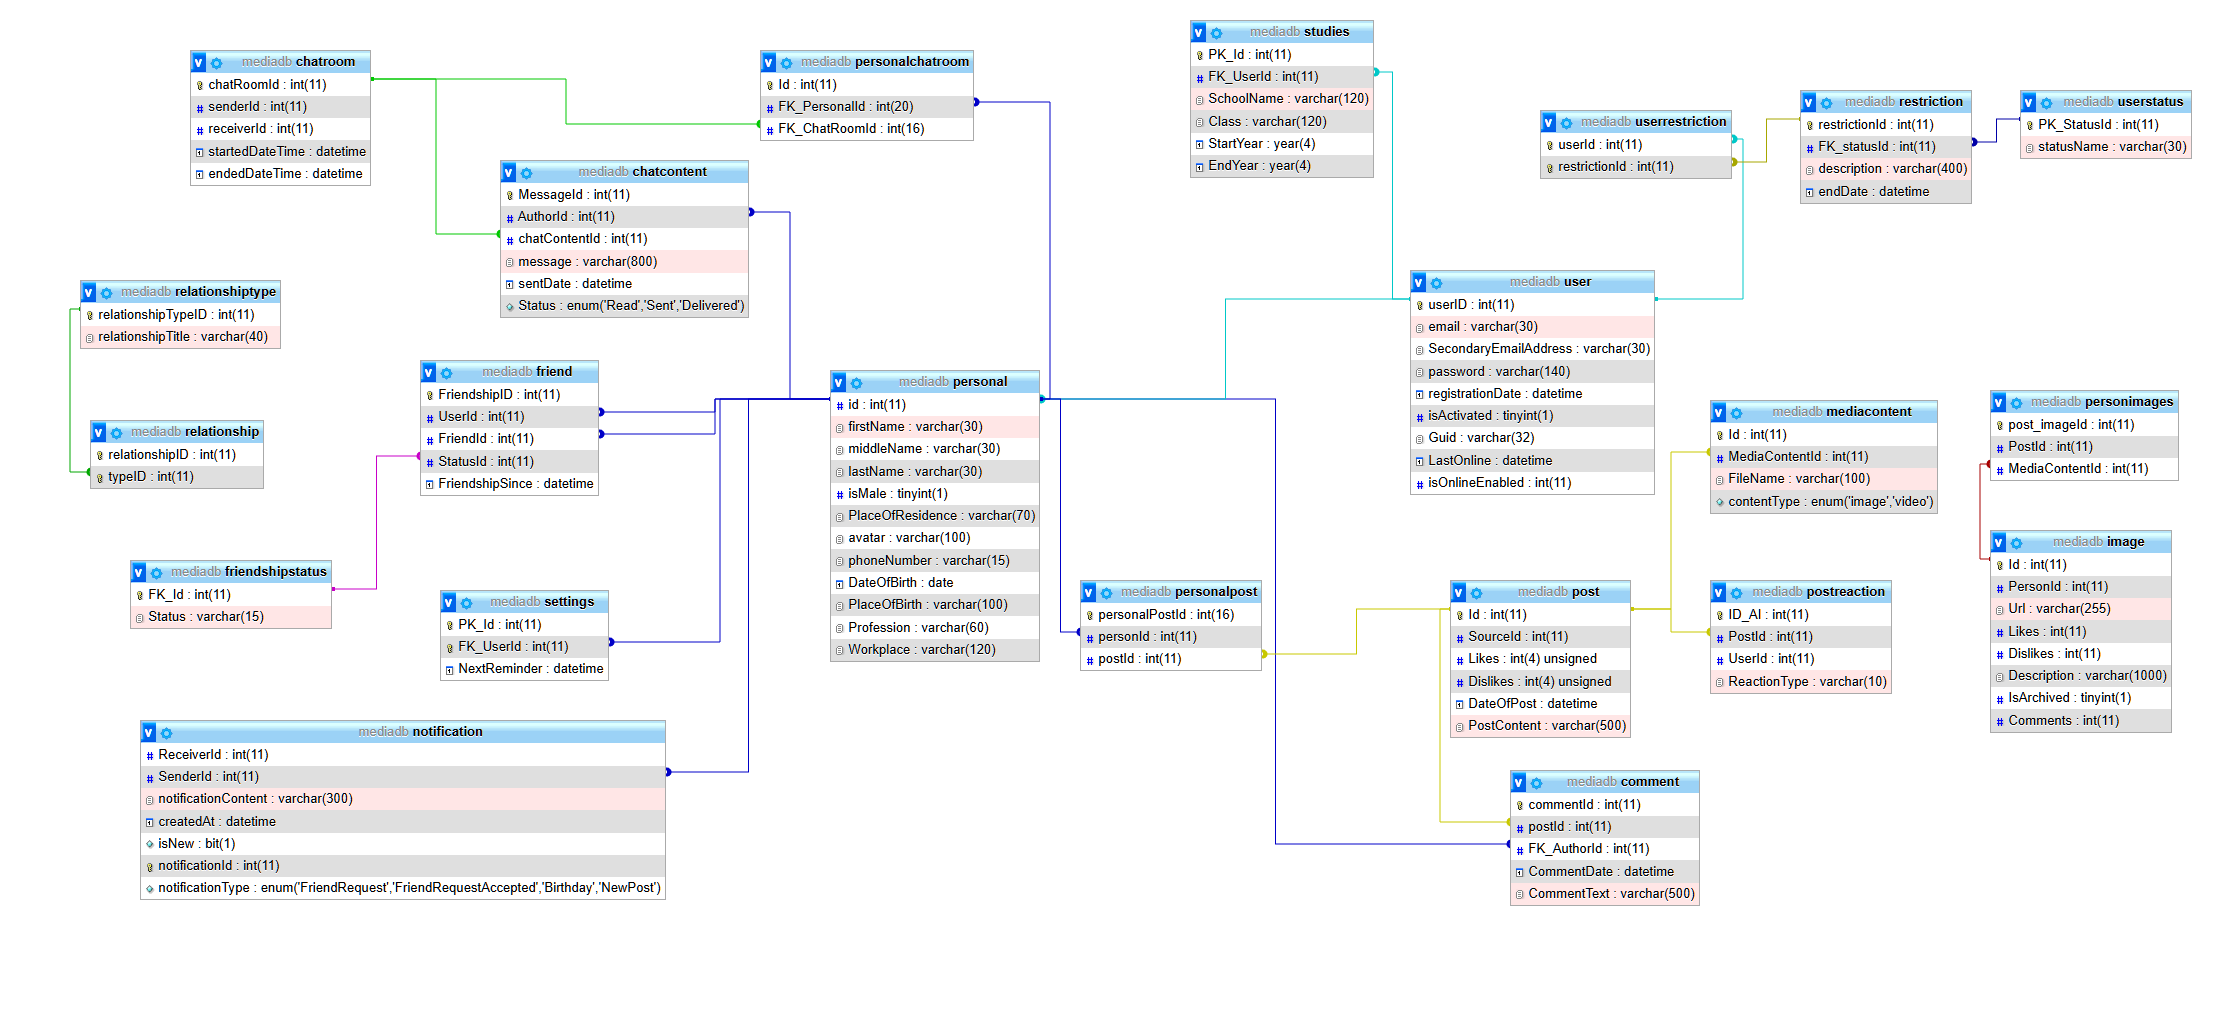 mediadb chatroom
chatRoomId : int(11)
senderId : int(11)
receiverId : int(11)
startedDateTime : datetime
endedDateTime : datetime
mediadb personalchatroom
Id : int(11)
FK_PersonalId : int(20)
FK_ChatRoomId : int(16)
mediadb studies
PK_Id : int(11)
FK_UserId : int(11)
SchoolName : varchar(120)
Class : varchar(120)
StartYear : year(4)
EndYear : year(4)
mediadb userrestriction
userId : int(11)
restrictionId : int(11)
mediadb restriction
restrictionId : int(11)
FK_statusId : int(11)
description : varchar(400)
endDate : datetime
mediadb userstatus
PK_StatusId : int(11)
statusName : varchar(30)
mediadb chatcontent
MessageId : int(11)
AuthorId : int(11)
chatContentId : int(11)
message : varchar(800)
sentDate : datetime
Status : enum('Read','Sent','Delivered')
mediadb relationshiptype
relationshipTypeID : int(11)
relationshipTitle : varchar(40)
mediadb user
userID : int(11)
email : varchar(30)
SecondaryEmailAddress : varchar(30)
password : varchar(140)
registrationDate : datetime
isActivated : tinyint(1)
Guid : varchar(32)
LastOnline : datetime
isOnlineEnabled : int(11)
mediadb friend
FriendshipID : int(11)
UserId : int(11)
FriendId : int(11)
StatusId : int(11)
FriendshipSince : datetime
mediadb personal
id : int(11)
firstName : varchar(30)
middleName : varchar(30)
lastName : varchar(30)
isMale : tinyint(1)
PlaceOfResidence : varchar(70)
avatar : varchar(100)
phoneNumber : varchar(15)
DateOfBirth : date
PlaceOfBirth : varchar(100)
Profession : varchar(60)
Workplace : varchar(120)
mediadb relationship
relationshipID : int(11)
typeID : int(11)
mediadb mediacontent
Id : int(11)
MediaContentId : int(11)
FileName : varchar(100)
contentType : enum('image','video')
mediadb personimages
post_imageId : int(11)
PostId : int(11)
MediaContentId : int(11)
mediadb friendshipstatus
FK_Id : int(11)
Status : varchar(15)
mediadb settings
PK_Id : int(11)
FK_UserId : int(11)
NextReminder : datetime
mediadb personalpost
personalPostId : int(16)
personId : int(11)
postId : int(11)
mediadb post
Id : int(11)
SourceId : int(11)
Likes : int(4) unsigned
Dislikes : int(4) unsigned
DateOfPost : datetime
PostContent : varchar(500)
mediadb postreaction
ID_AI : int(11)
PostId : int(11)
UserId : int(11)
ReactionType : varchar(10)
mediadb image
Id : int(11)
PersonId : int(11)
Url : varchar(255)
Likes : int(11)
Dislikes : int(11)
Description : varchar(1000)
IsArchived : tinyint(1)
Comments : int(11)
mediadb notification
ReceiverId : int(11)
SenderId : int(11)
notificationContent : varchar(300)
createdAt : datetime
isNew : bit(1)
notificationId : int(11)
notificationType : enum('FriendRequest','FriendRequestAccepted','Birthday','NewPost')
mediadb comment
commentId : int(11)
postId : int(11)
FK_AuthorId : int(11)
CommentDate : datetime
CommentText : varchar(500)